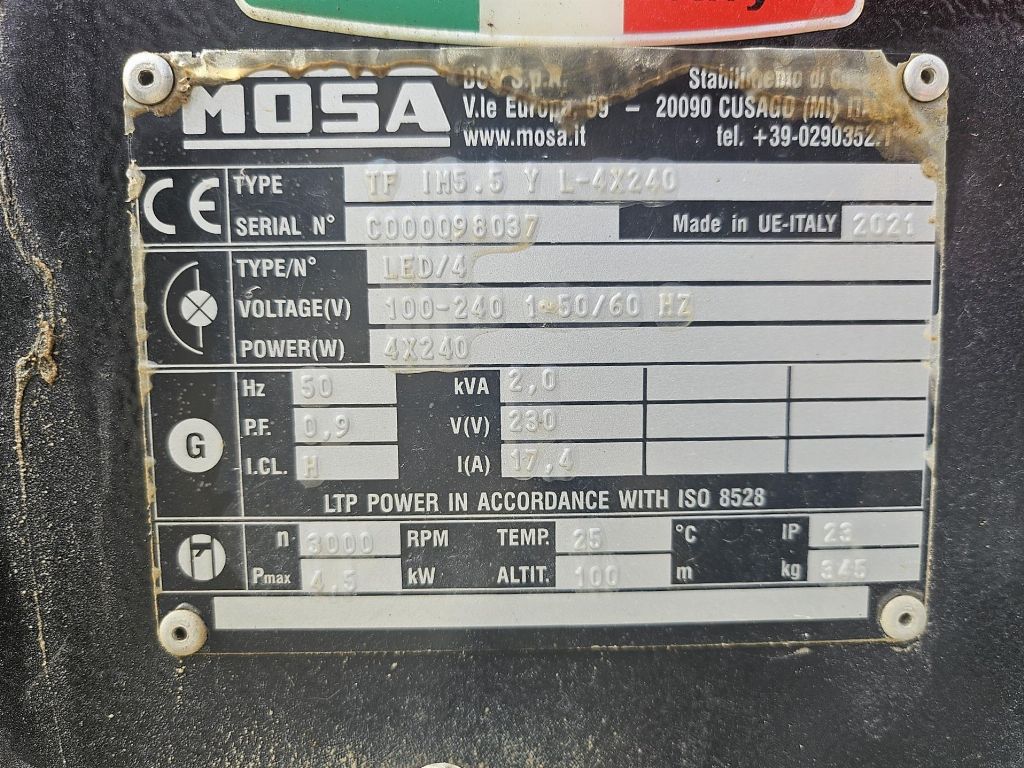 MOSA
V.le Europa, 59 – 20090 CUSAGO (MI)
www.mosa.it tel. +39-02903521
CE
TYPE TF IM5.5 Y L-4X240
SERIAL N° C000098037 Made in UE-ITALY 2021
TYPE/N° LED/4
VOLTAGE(V) 100-240 1~50/60 HZ
POWER(W) 4X240
G
Hz 50 kVA 2,0
P.F. 0,9 V(V) 230
I.CL. H I(A) 17,4
LTP POWER IN ACCORDANCE WITH ISO 8528
n 3000 RPM TEMP. 25 °C IP 23
Pmax 4,5 kW ALTIT. 100 m kg 345